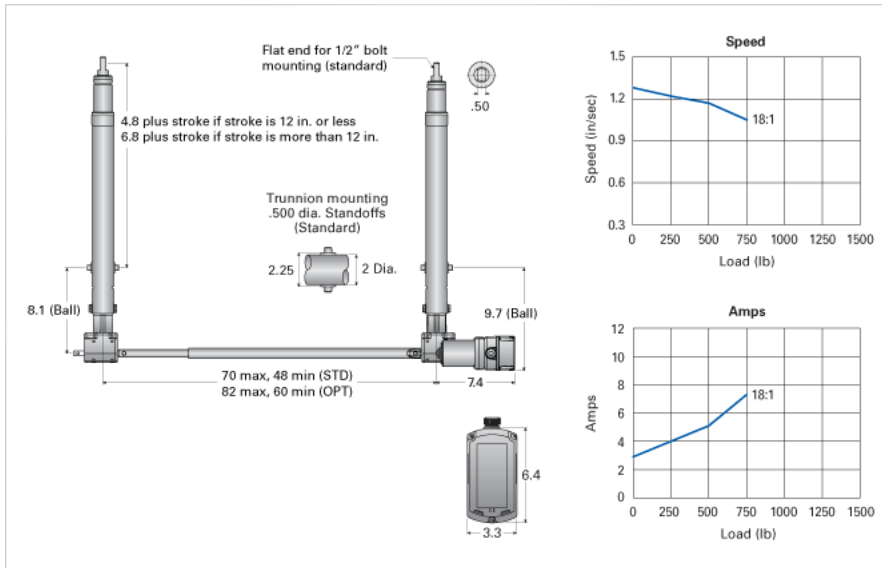 Flat end for 1/2" bolt
mounting (standard)
.50
4.8 plus stroke if stroke is 12 in. or less
6.8 plus stroke if stroke is more than 12 in.
Trunnion mounting
.500 dia. Standoffs
(Standard)
2.25
2 Dia.
8.1 (Ball)
9.7 (Ball)
70 max, 48 min (STD)
82 max, 60 min (OPT)
7.4
6.4
3.3
Speed
Speed (in/sec)
1.5
1.2
0.9
0.6
0.3
18:1
0 250 500 750 1000 1250 1500
Load (lb)
Amps
Amps
12
10
8
6
4
2
0
18:1
0 250 500 750 1000 1250 1500
Load (lb)